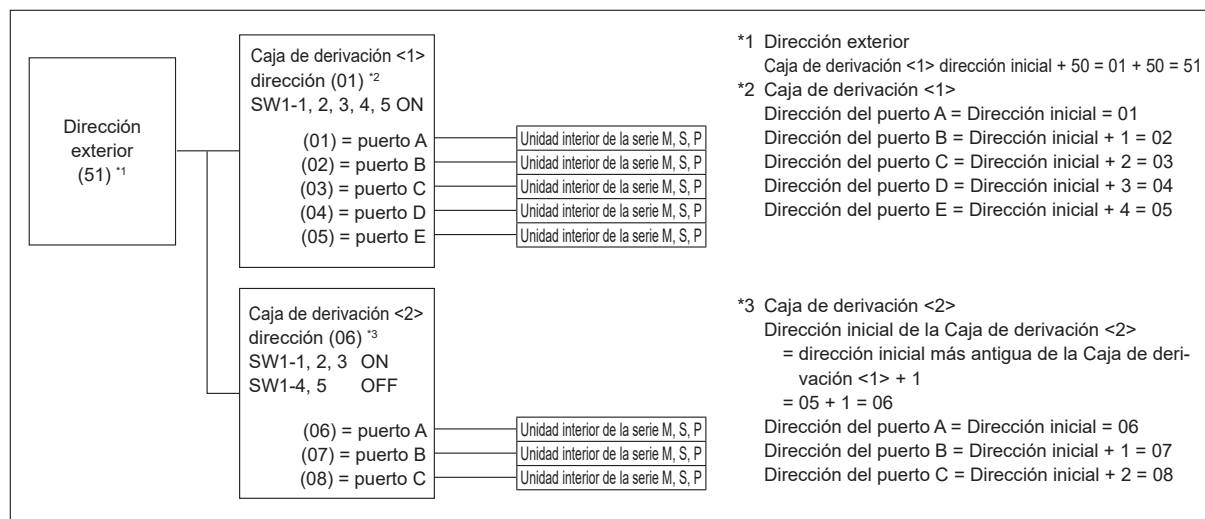 Dirección
exterior
(51) *1
Caja de derivación <1>
dirección (01) *2
SW1-1, 2, 3, 4, 5 ON
(01) = puerto A
(02) = puerto B
(03) = puerto C
(04) = puerto D
(05) = puerto E
Unidad interior de la serie M, S, P
Unidad interior de la serie M, S, P
Unidad interior de la serie M, S, P
Unidad interior de la serie M, S, P
Unidad interior de la serie M, S, P
Caja de derivación <2>
dirección (06) *3
SW1-1, 2, 3 ON
SW1-4, 5 OFF
(06) = puerto A
(07) = puerto B
(08) = puerto C
Unidad interior de la serie M, S, P
Unidad interior de la serie M, S, P
Unidad interior de la serie M, S, P
*1 Dirección exterior
Caja de derivación <1> dirección inicial + 50 = 01 + 50 = 51
*2 Caja de derivación <1>
Dirección del puerto A = Dirección inicial = 01
Dirección del puerto B = Dirección inicial + 1 = 02
Dirección del puerto C = Dirección inicial + 2 = 03
Dirección del puerto D = Dirección inicial + 3 = 04
Dirección del puerto E = Dirección inicial + 4 = 05
*3 Caja de derivación <2>
Dirección inicial de la Caja de derivación <2>
= dirección inicial más antigua de la Caja de deri-
vación <1> + 1
= 05 + 1 = 06
Dirección del puerto A = Dirección inicial = 06
Dirección del puerto B = Dirección inicial + 1 = 07
Dirección del puerto C = Dirección inicial + 2 = 08